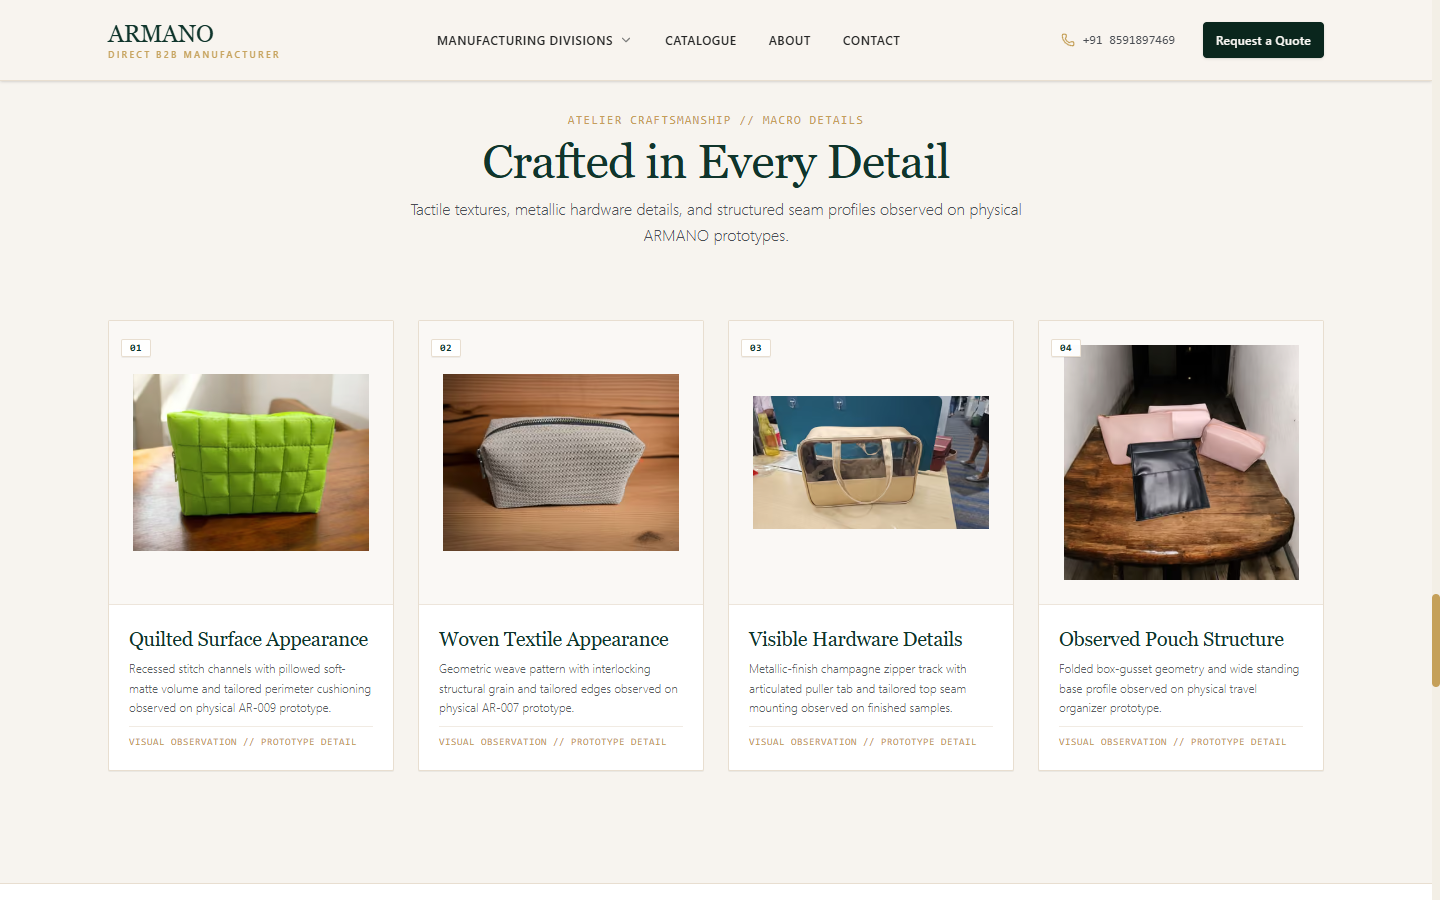 ARMANO
DIRECT B2B MANUFACTURER
MANUFACTURING DIVISIONS
CATALOGUE
ABOUT
CONTACT
+91 8591897469
Request a Quote
ATELIER CRAFTSMANSHIP // MACRO DETAILS
Crafted in Every Detail
Tactile textures, metallic hardware details, and structured seam profiles observed on physical
ARMANO prototypes.
01
Quilted Surface Appearance
Recessed stitch channels with pillowed soft-
matte volume and tailored perimeter cushioning
observed on physical AR-009 prototype.
VISUAL OBSERVATION // PROTOTYPE DETAIL
02
Woven Textile Appearance
Geometric weave pattern with interlocking
structural grain and tailored edges observed on
physical AR-007 prototype.
VISUAL OBSERVATION // PROTOTYPE DETAIL
03
Visible Hardware Details
Metallic-finish champagne zipper track with
articulated puller tab and tailored top seam
mounting observed on finished samples.
VISUAL OBSERVATION // PROTOTYPE DETAIL
04
Observed Pouch Structure
Folded box-gusset geometry and wide standing
base profile observed on physical travel
organizer prototype.
VISUAL OBSERVATION // PROTOTYPE DETAIL